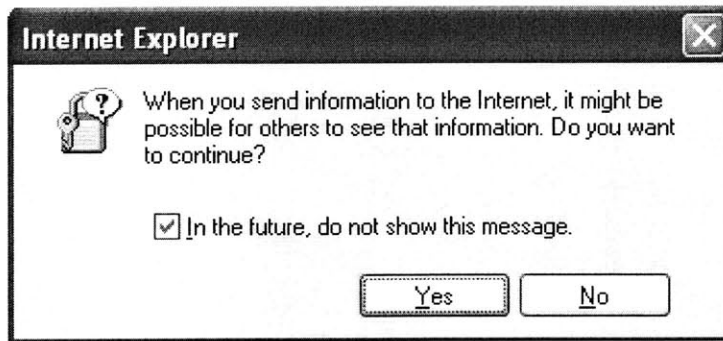 Internet Explorer
When you send information to the Internet, it might be
possible for others to see that information. Do you want
to continue?
In the future, do not show this message.
Yes
No